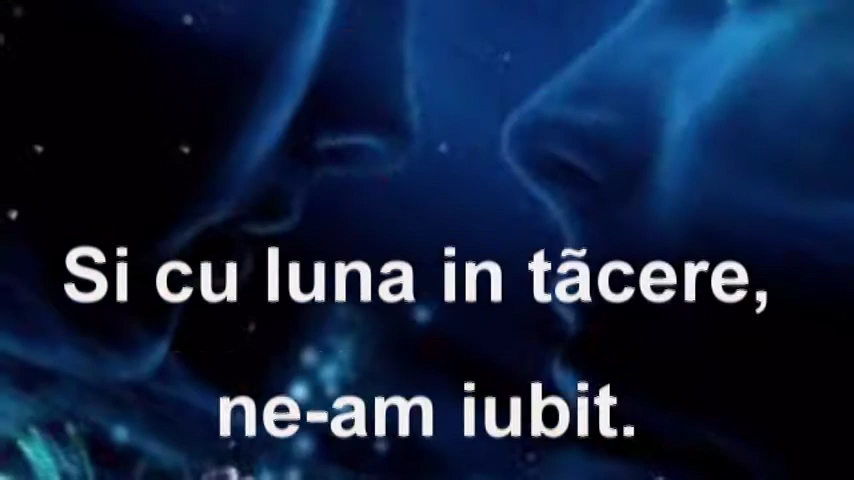 Si cu luna in tãcere,
ne-am iubit.